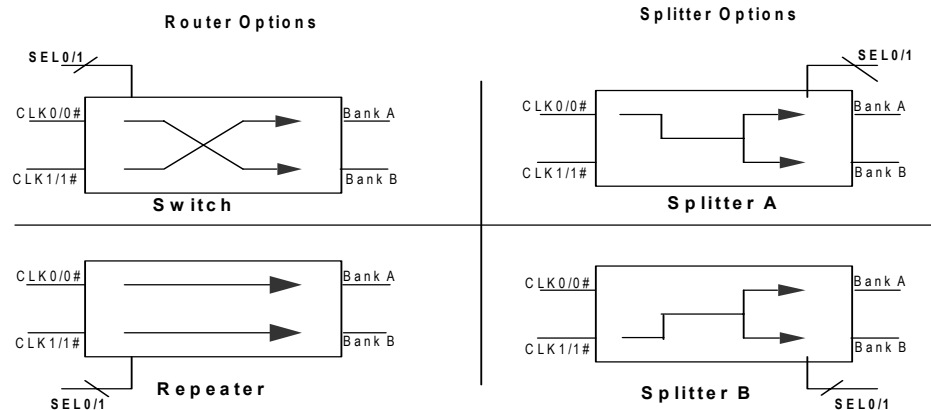 Router Options
Splitter Options
SEL0/1
CLK0/0#
Bank A
CLK1/1#
Bank B
Switch
SEL0/1
CLK0/0#
Bank A
CLK1/1#
Bank B
Splitter A
CLK0/0#
Bank A
CLK1/1#
Bank B
Repeater
SEL0/1
CLK0/0#
Bank A
CLK1/1#
Bank B
Splitter B
SEL0/1